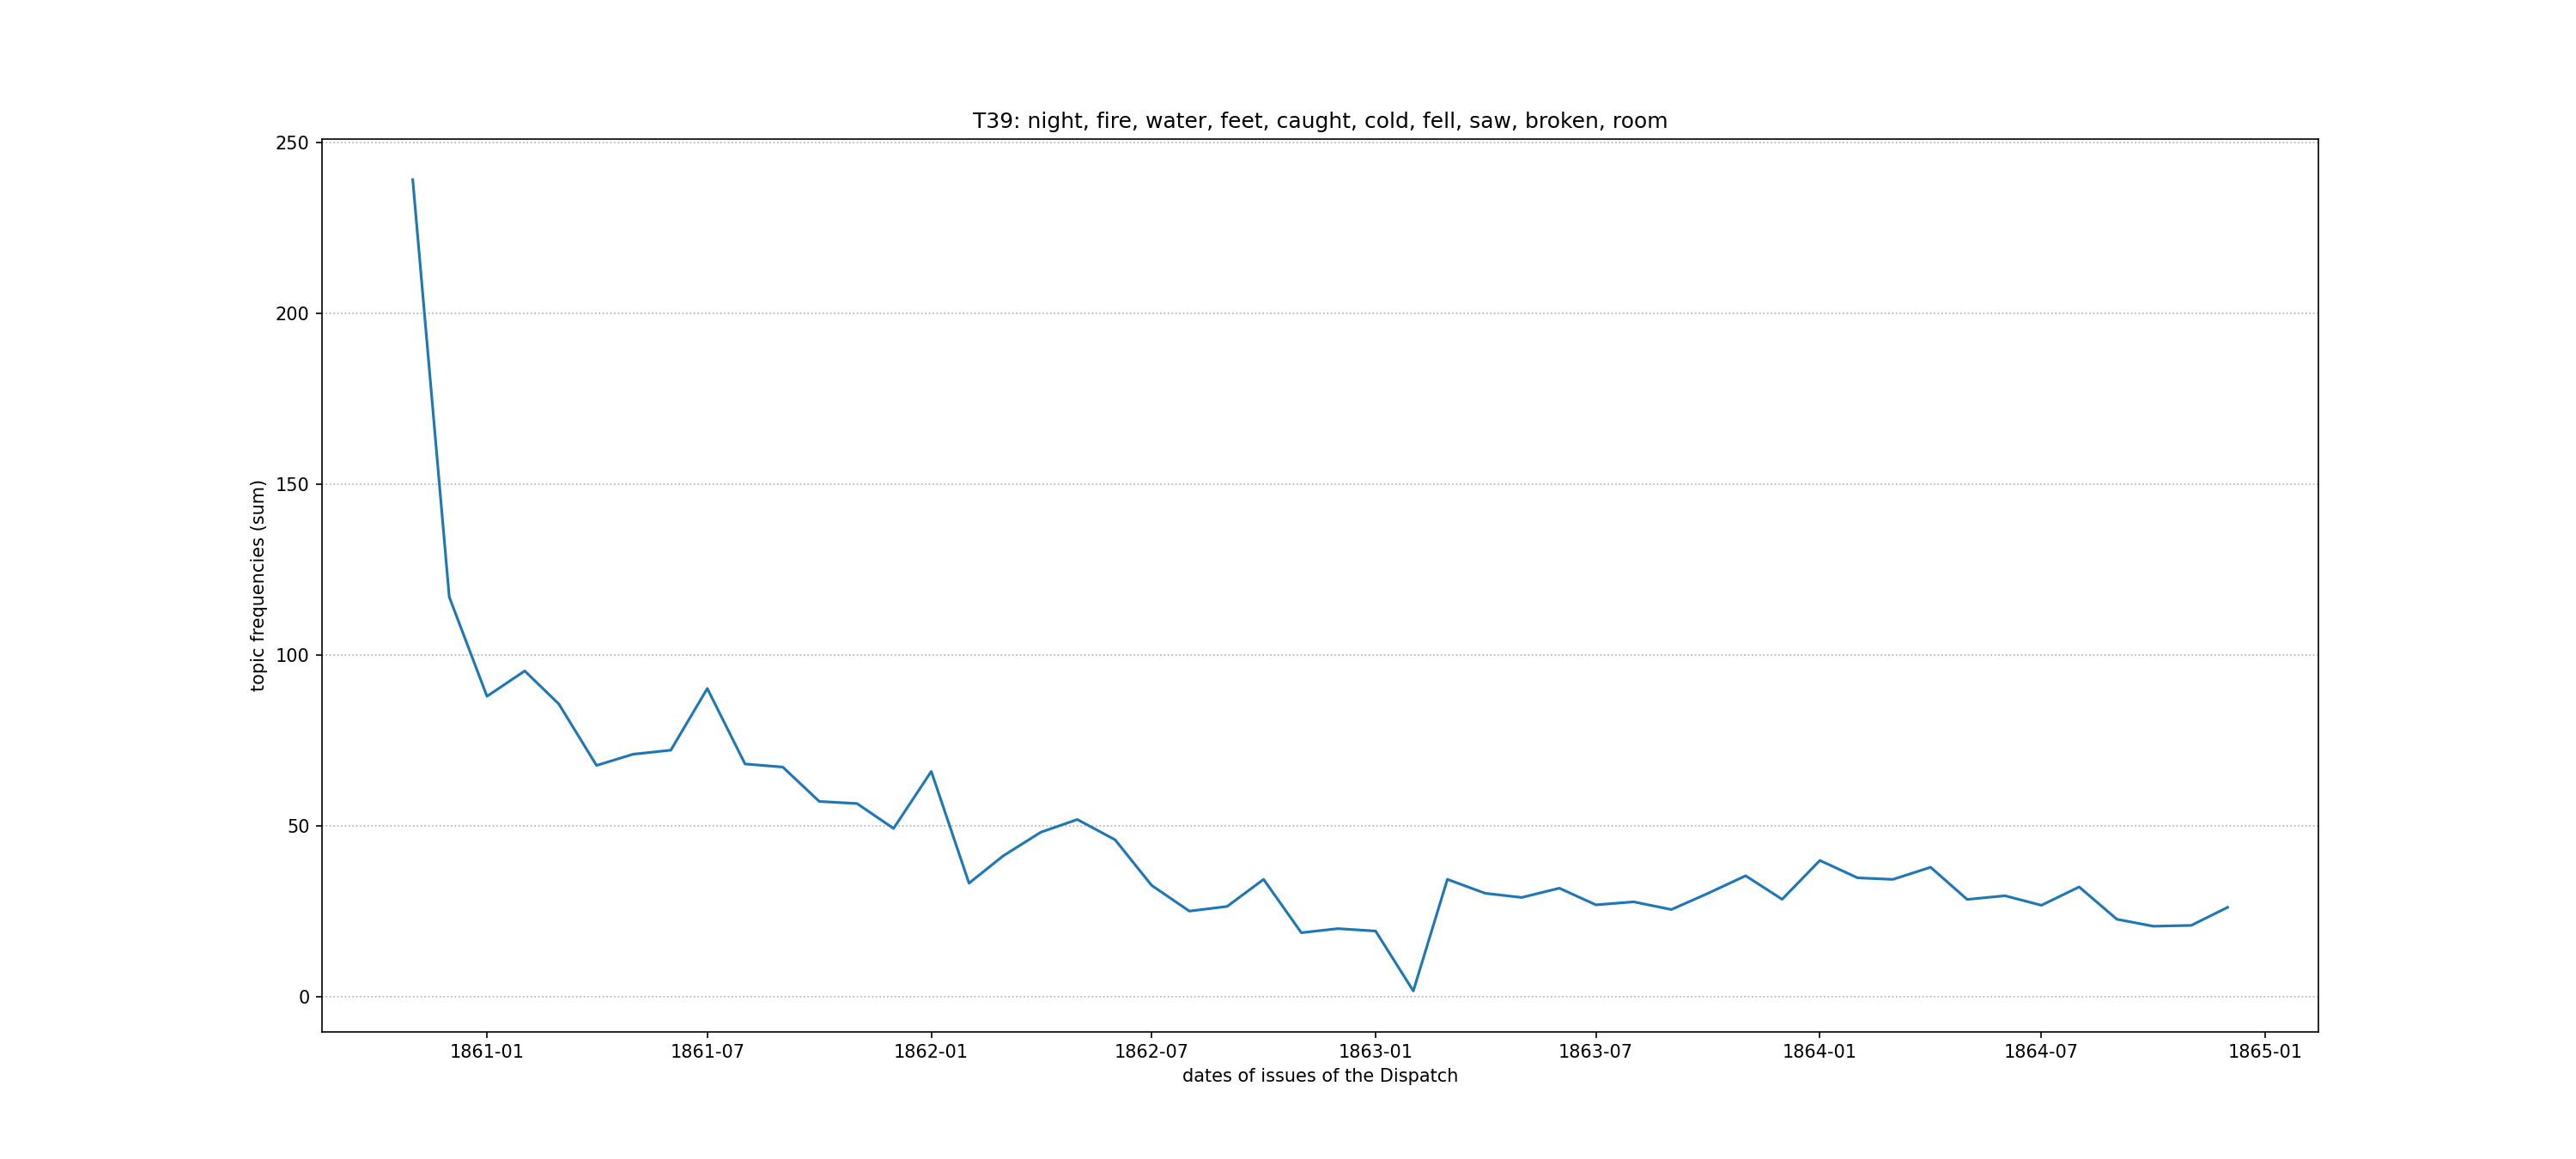 T39: night, fire, water, feet, caught, cold, fell, saw, broken, room
250
200
150
100
50
0
topic frequencies (sum)
1861-01 1861-07 1862-01 1862-07 1863-01 1863-07 1864-01 1864-07 1865-01
dates of issues of the Dispatch